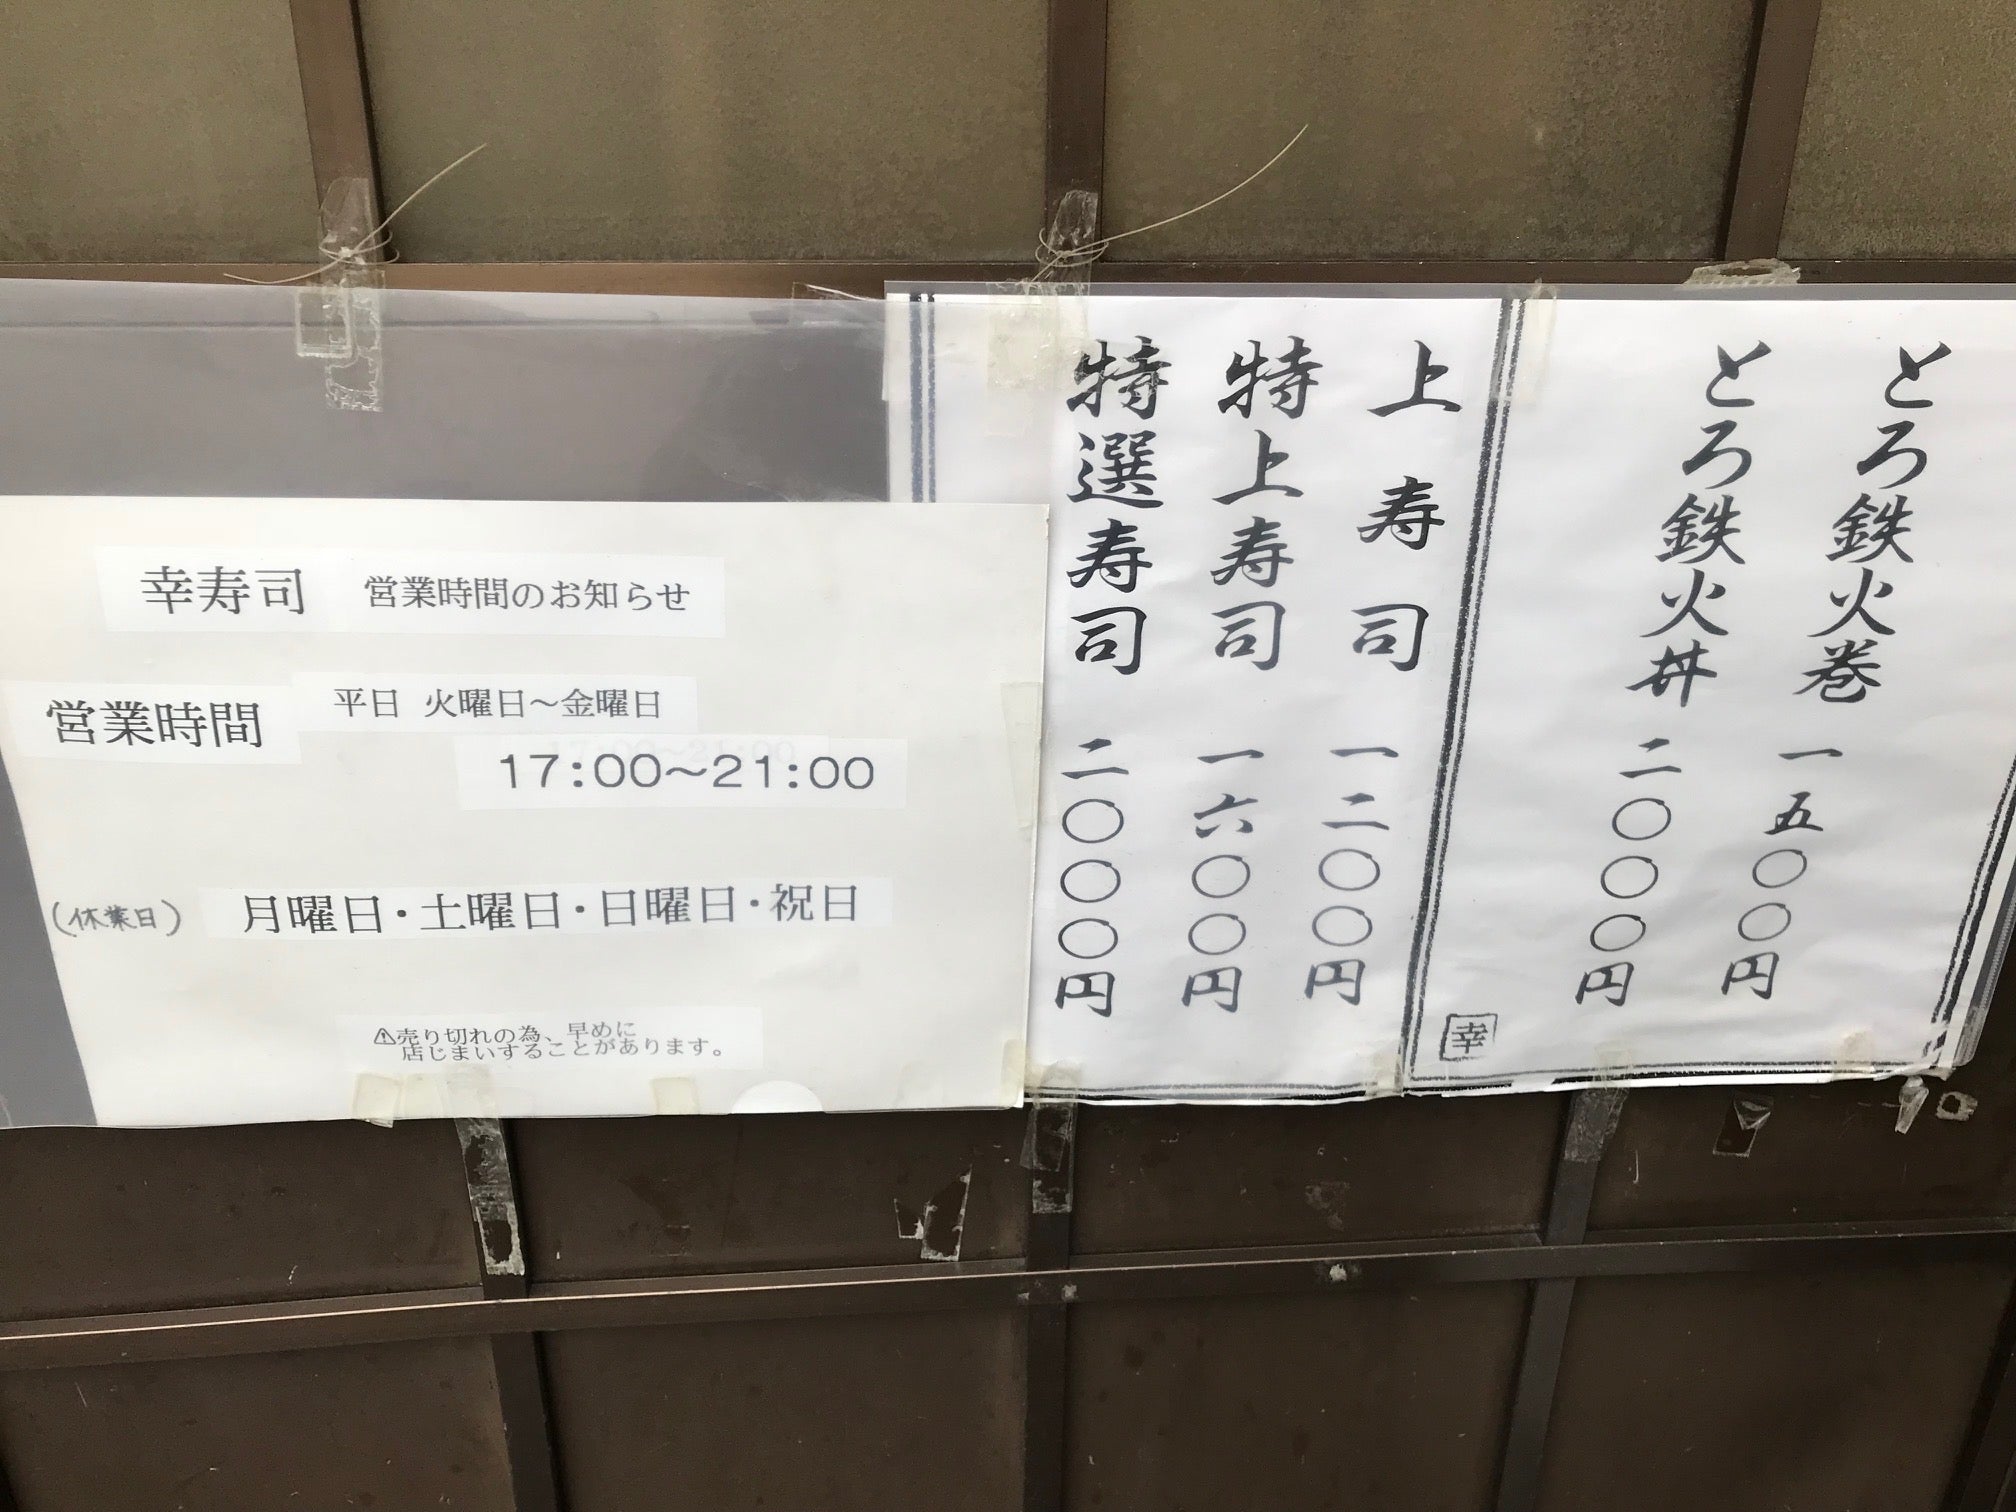 幸寿司 営業時間のお知らせ
営業時間 平日 火曜日～金曜日
17:00～21:00
(休業日) 月曜日・土曜日・日曜日・祝日
⚠売り切れの為、早めに
店じまいすることがあります。
とろ鉄火巻 一五〇〇円
とろ鉄火丼 二〇〇〇円
幸
上寿司 一二〇〇円
特上寿司 一六〇〇円
特選寿司 二〇〇〇円